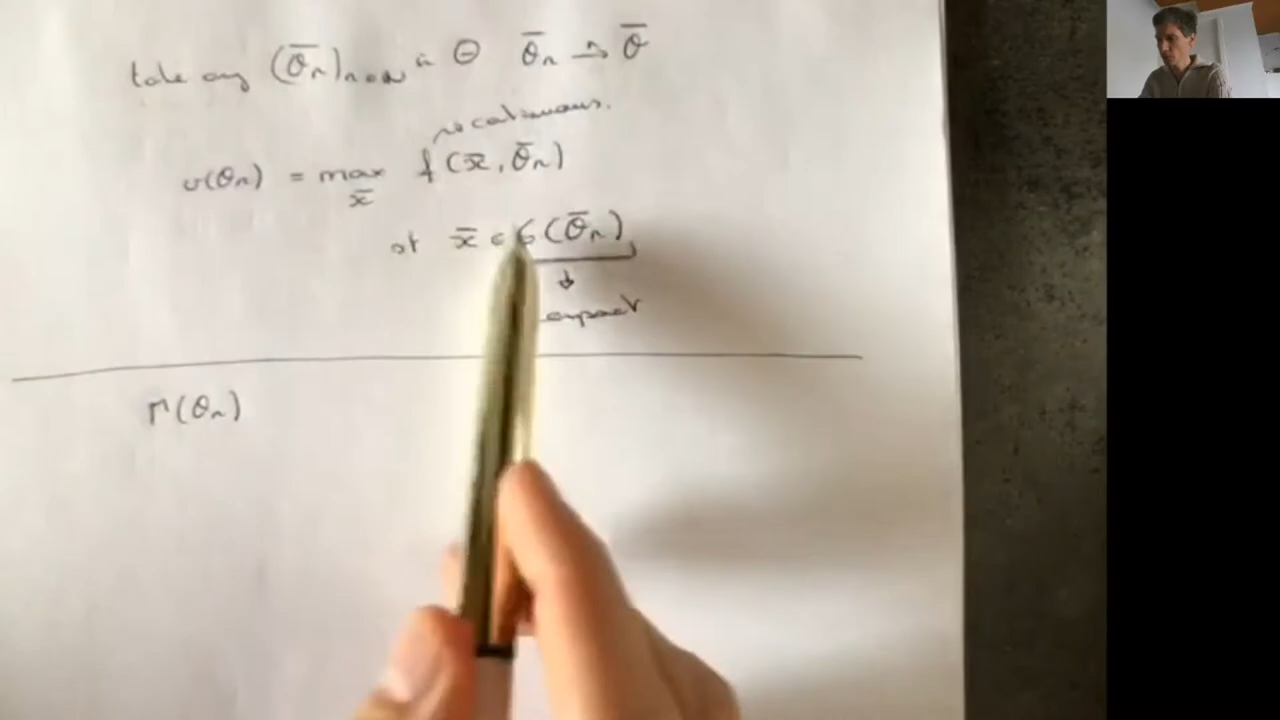 take any (θ̄ₙ)ₙ∈ℕ in Θ θ̄ₙ → θ̄
→ continuous.
v(θₙ) = max f(x̄, θ̄ₙ)
x̄
st x̄ ∈ G(θ̄ₙ)
↓
compact
Γ(θₙ)